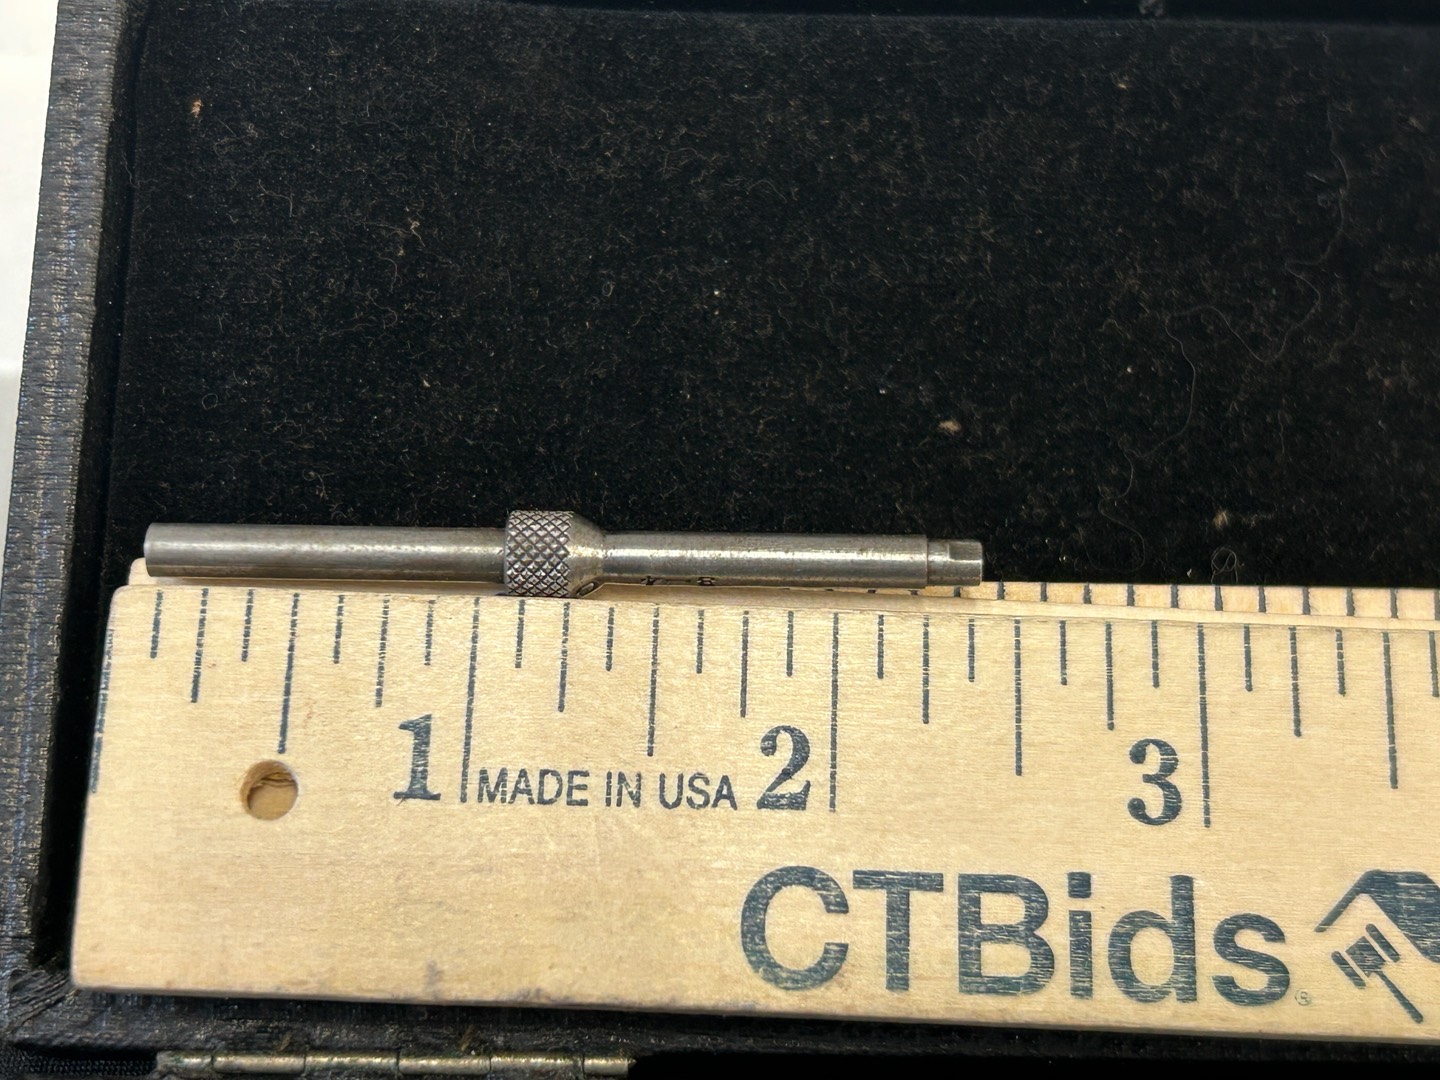 1 2 3
MADE IN USA
CTBids®